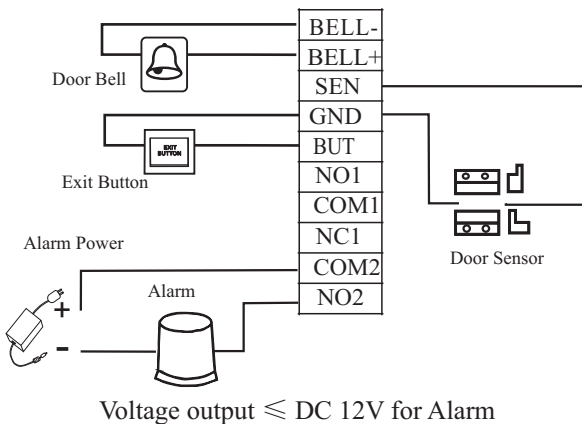 BELL-
BELL+
Door Bell
SEN
GND
EXIT
BUTTON
BUT
Exit Button
NO1
COM1
NC1
Door Sensor
Alarm Power
COM2
Alarm
NO2
+
-
Voltage output ≤ DC 12V for Alarm